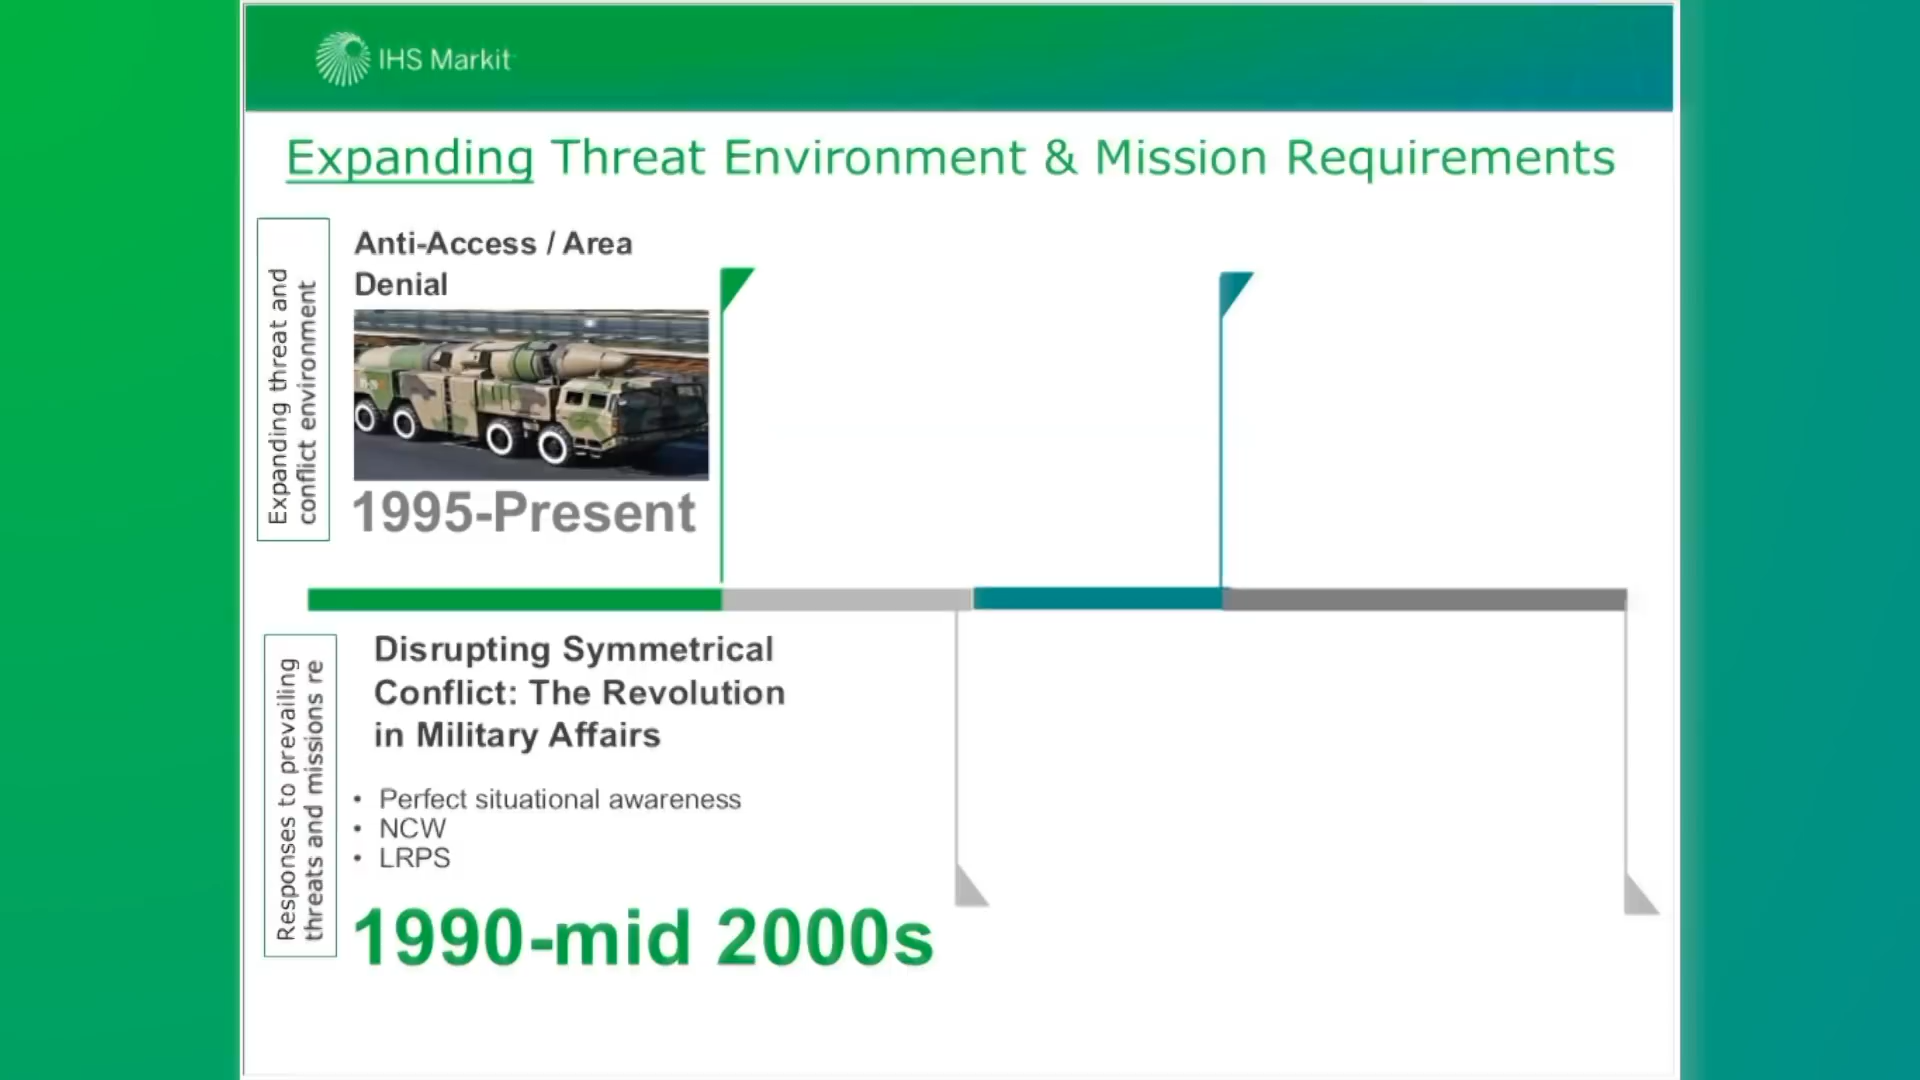 IHS Markit
Expanding Threat Environment & Mission Requirements
Expanding threat and
conflict environment
Anti-Access / Area
Denial
1995-Present
Responses to prevailing
threats and missions re
Disrupting Symmetrical
Conflict: The Revolution
in Military Affairs
• Perfect situational awareness
• NCW
• LRPS
1990-mid 2000s